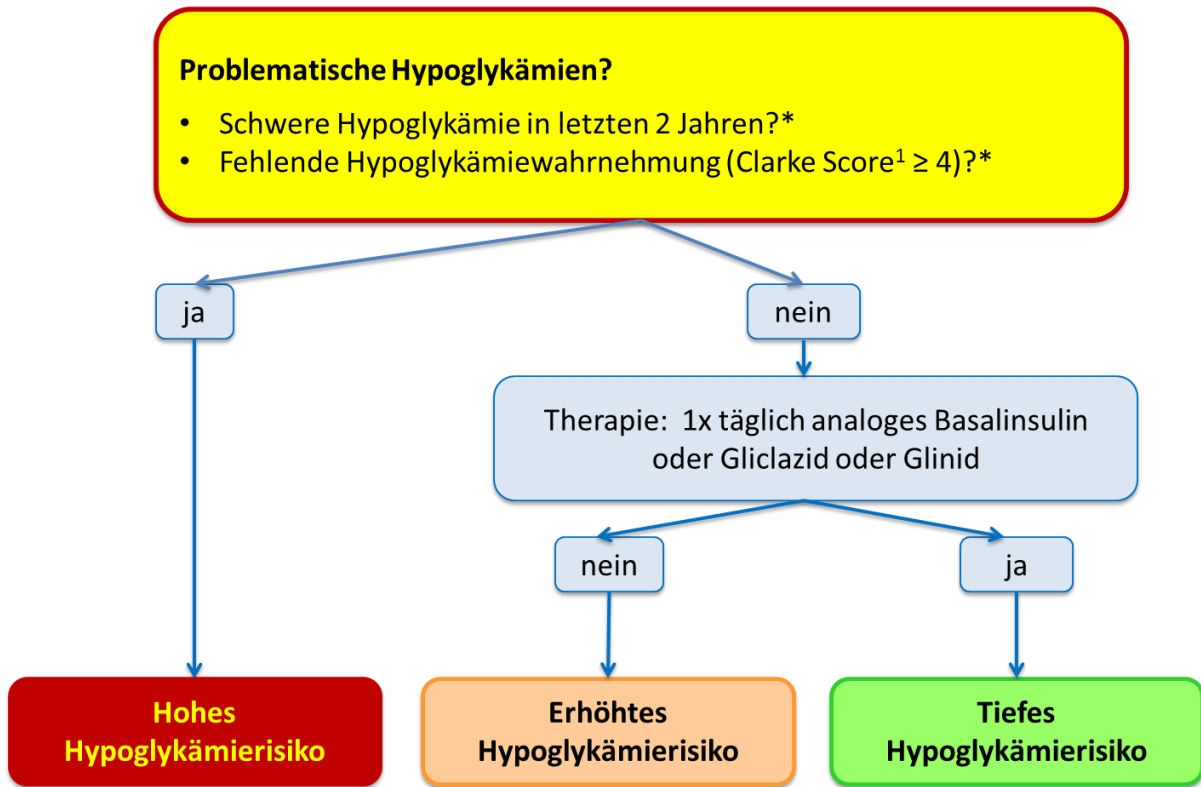 Problematische Hypoglykämien?
• Schwere Hypoglykämie in letzten 2 Jahren?*
• Fehlende Hypoglykämiewahrnehmung (Clarke Score¹ ≥ 4)?*
ja
nein
Therapie: 1x täglich analoges Basalinsulin
oder Gliclazid oder Glinid
nein
ja
Hohes
Hypoglykämierisiko
Erhöhtes
Hypoglykämierisiko
Tiefes
Hypoglykämierisiko